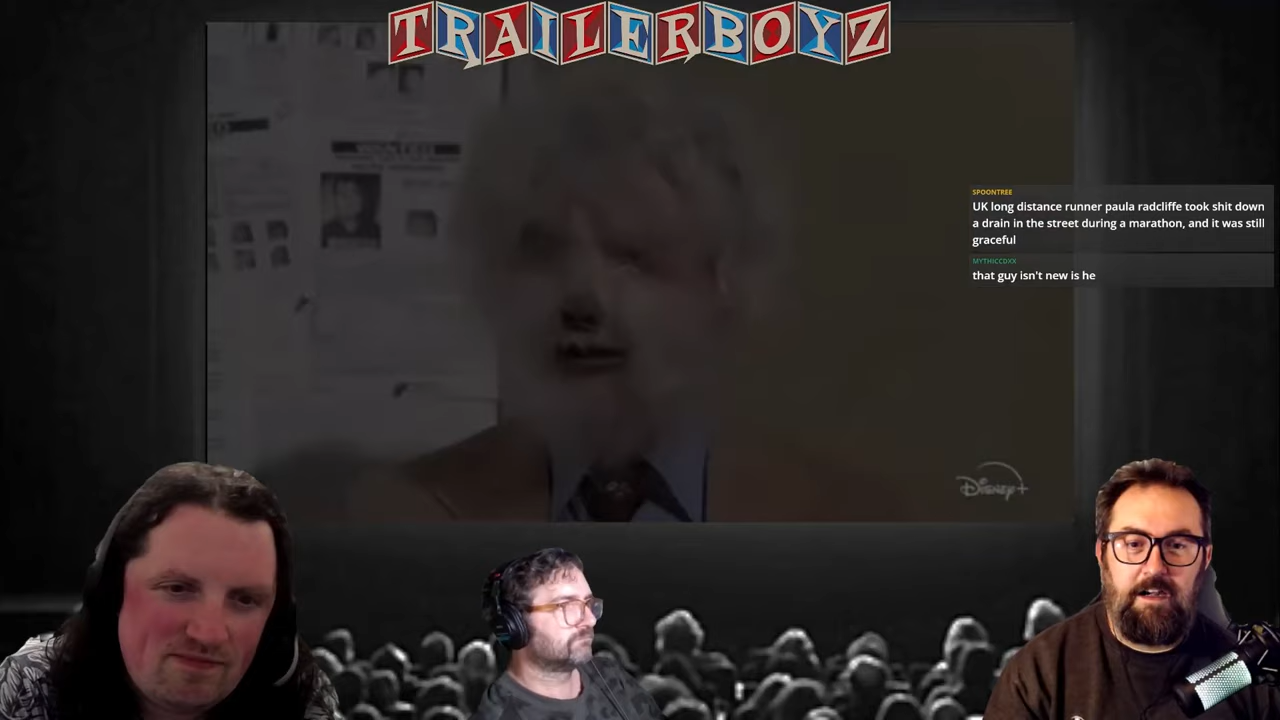 TRAILERBOYZ
WANTED
SPOONTREE
UK long distance runner paula radcliffe took shit down
a drain in the street during a marathon, and it was still
graceful
MYTHICCDXX
that guy isn't new is he
Disney+